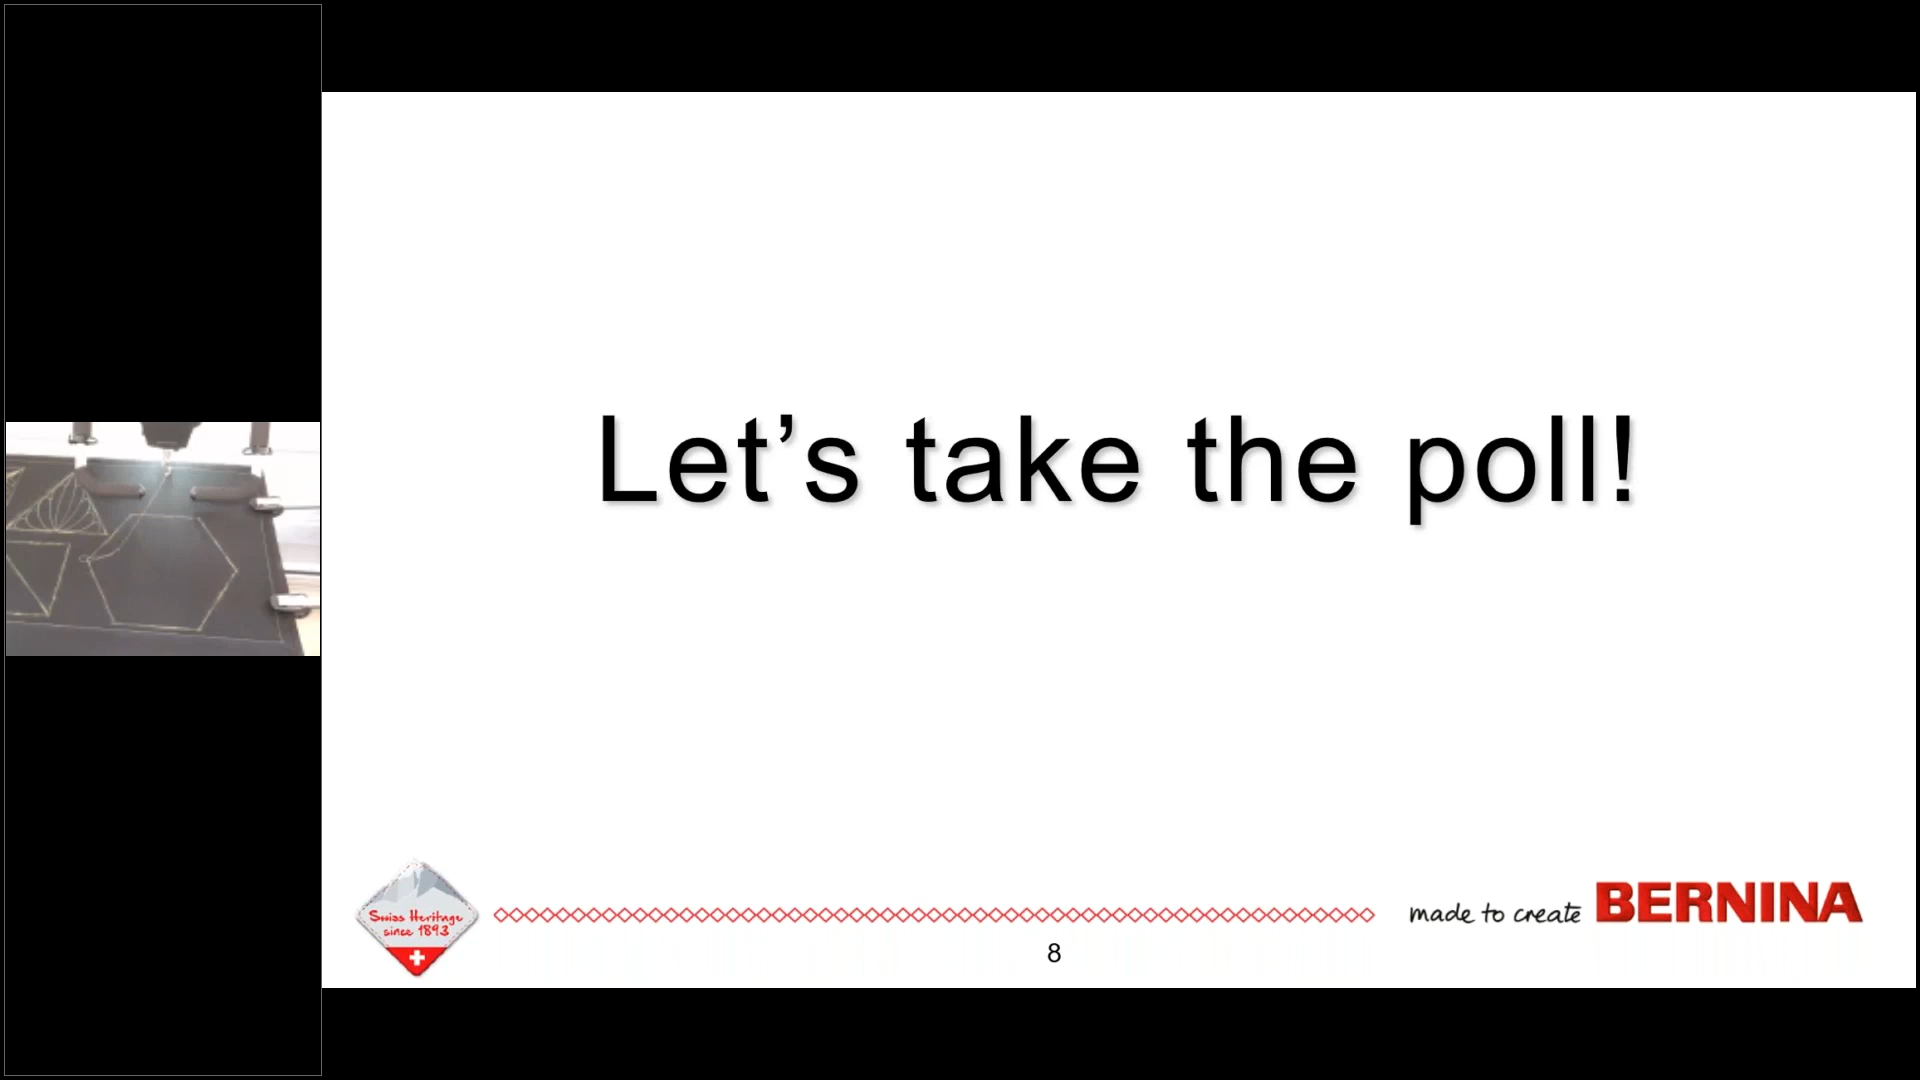 Let’s take the poll!
Swiss Heritage
since 1893
made to create BERNINA
8